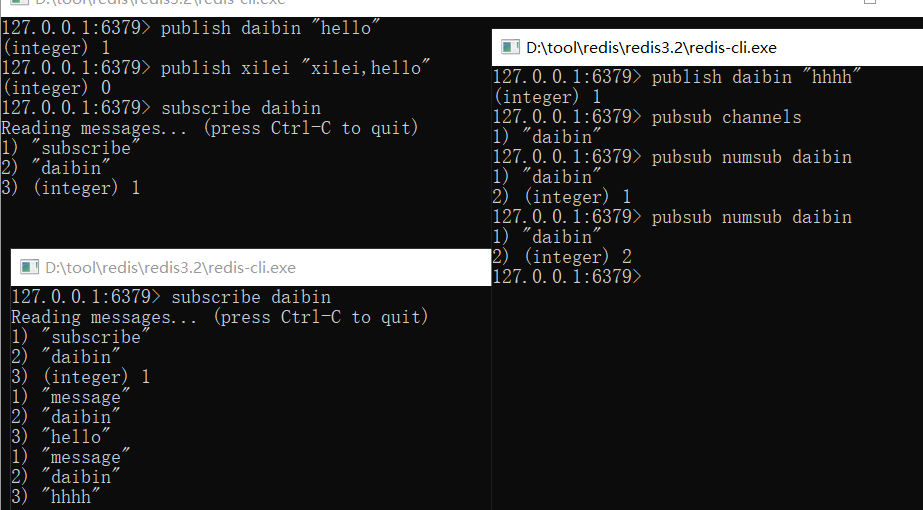 D:\tool\redis\redis3.2\redis-cli.exe
127.0.0.1:6379> publish daibin "hello"
(integer) 1
127.0.0.1:6379> publish xilei "xilei,hello"
(integer) 0
127.0.0.1:6379> subscribe daibin
Reading messages... (press Ctrl-C to quit)
1) "subscribe"
2) "daibin"
3) (integer) 1
D:\tool\redis\redis3.2\redis-cli.exe
127.0.0.1:6379> publish daibin "hhhh"
(integer) 1
127.0.0.1:6379> pubsub channels
1) "daibin"
127.0.0.1:6379> pubsub numsub daibin
1) "daibin"
2) (integer) 1
127.0.0.1:6379> pubsub numsub daibin
1) "daibin"
2) (integer) 2
127.0.0.1:6379>
D:\tool\redis\redis3.2\redis-cli.exe
127.0.0.1:6379> subscribe daibin
Reading messages... (press Ctrl-C to quit)
1) "subscribe"
2) "daibin"
3) (integer) 1
1) "message"
2) "daibin"
3) "hello"
1) "message"
2) "daibin"
3) "hhhh"